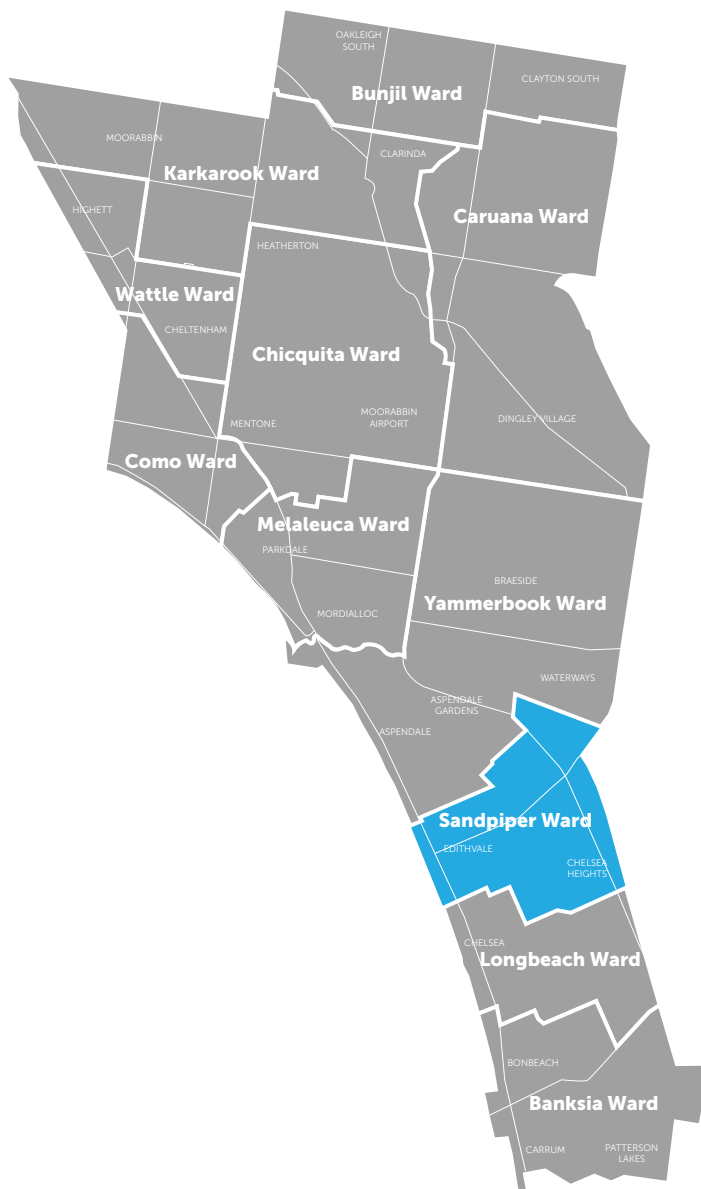 OAKLEIGH
SOUTH
CLAYTON SOUTH
Bunjil Ward
MOORABBIN
CLARINDA
Karkarook Ward
HIGHETT
Caruana Ward
HEATHERTON
Wattle Ward
CHELTENHAM
Chicquita Ward
MENTONE
MOORABBIN
AIRPORT
DINGLEY VILLAGE
Como Ward
Melaleuca Ward
PARKDALE
BRAESIDE
Yammerbook Ward
MORDIALLOC
WATERWAYS
ASPENDALE
GARDENS
ASPENDALE
Sandpiper Ward
EDITHVALE
CHELSEA
HEIGHTS
CHELSEA
Longbeach Ward
BONBEACH
Banksia Ward
CARRUM
PATTERSON
LAKES